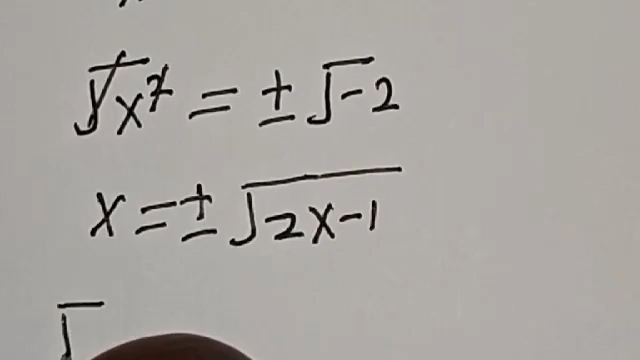 √x² = ± √-2
x = ± √2x-1
√